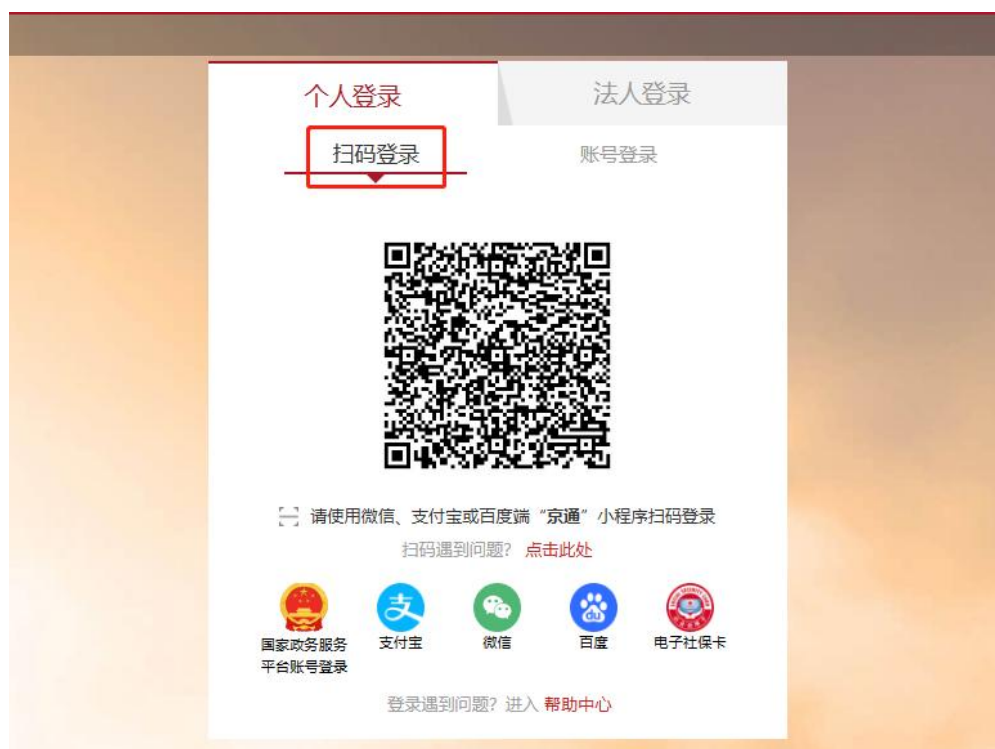 个人登录
法人登录
扫码登录
账号登录
请使用微信、支付宝或百度端“京通”小程序扫码登录
扫码遇到问题？ 点击此处
国家政务服务
平台账号登录
支付宝
微信
百度
电子社保卡
登录遇到问题？进入 帮助中心